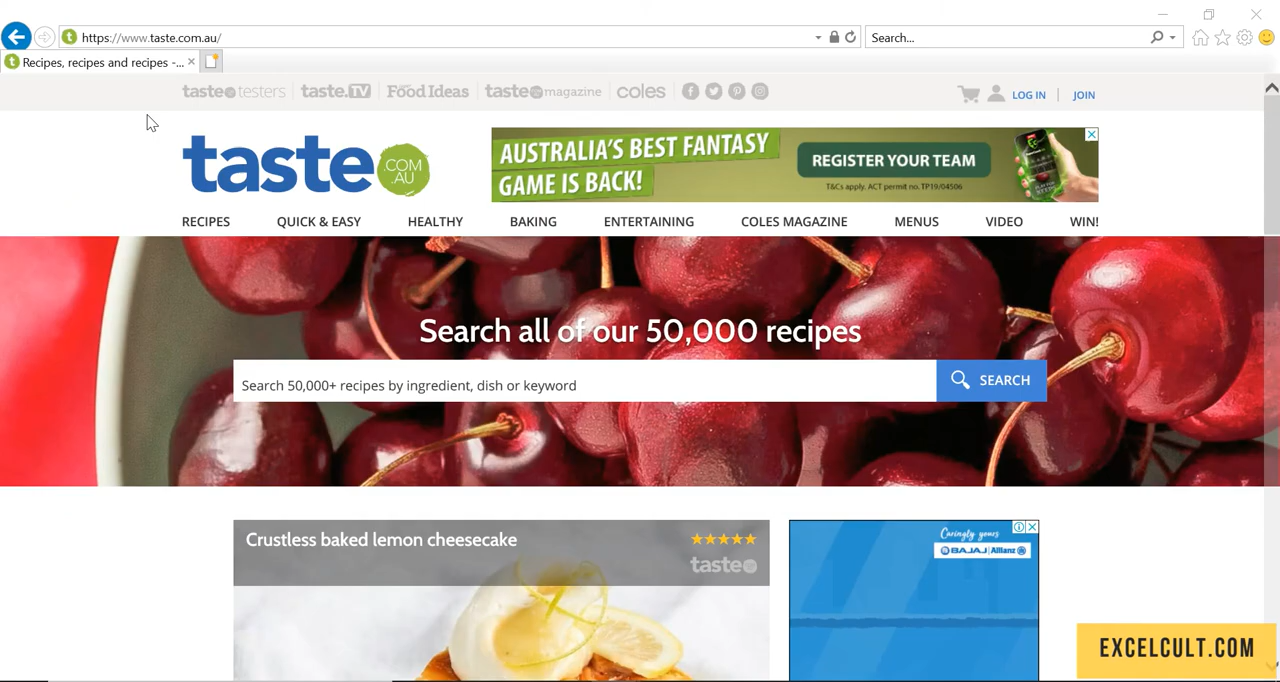 https://www.taste.com.au/
Search...
Recipes, recipes and recipes -...
taste testers
taste.TV
Food Ideas
taste magazine
coles
LOG IN
JOIN
taste .COM .AU
AUSTRALIA'S BEST FANTASY
GAME IS BACK!
REGISTER YOUR TEAM
T&Cs apply. ACT permit no. TP19/04506
RECIPES QUICK & EASY HEALTHY BAKING ENTERTAINING COLES MAGAZINE MENUS VIDEO WIN!
Search all of our 50,000 recipes
Search 50,000+ recipes by ingredient, dish or keyword
SEARCH
Crustless baked lemon cheesecake
taste
Caringly yours
BAJAJ Allianz
EXCELCULT.COM